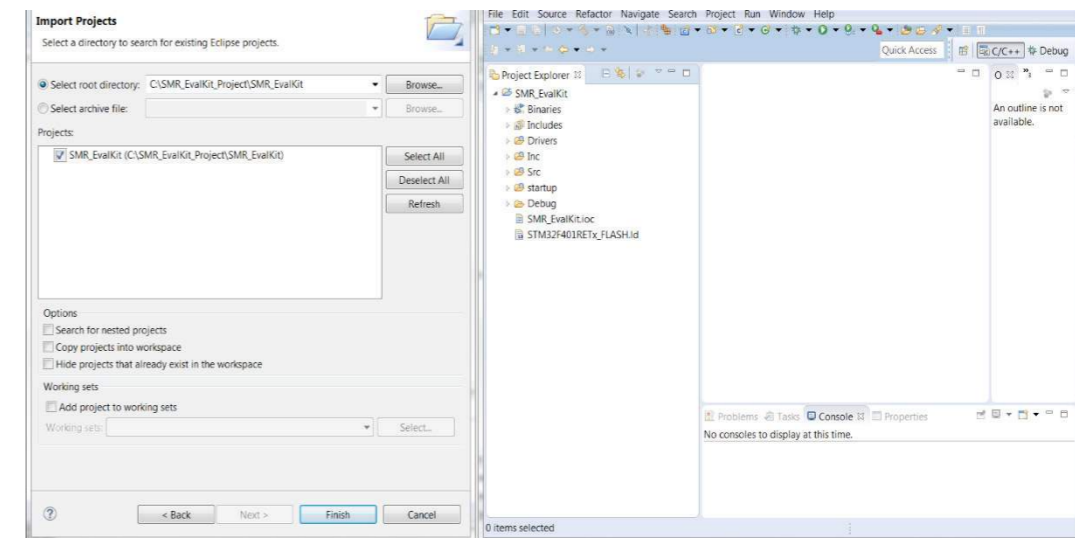 Import Projects
Select a directory to search for existing Eclipse projects.
Select root directory: C:\SMR_EvalKit_Project\SMR_EvalKit Browse...
Select archive file: Browse...
Projects:
SMR_EvalKit (C:\SMR_EvalKit_Project\SMR_EvalKit)
Select All
Deselect All
Refresh
Options
Search for nested projects
Copy projects into workspace
Hide projects that already exist in the workspace
Working sets
Add project to working sets
Working sets: Select...
< Back Next > Finish Cancel
File Edit Source Refactor Navigate Search Project Run Window Help
Quick Access C/C++ Debug
Project Explorer
SMR_EvalKit
Binaries
Includes
Drivers
Inc
Src
startup
Debug
SMR_EvalKit.ioc
STM32F401RETx_FLASH.ld
O
An outline is not
available.
Problems Tasks Console Properties
No consoles to display at this time.
0 items selected